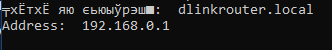 ╤хЁтхЁ яю єьюыўрэш■:  dlinkrouter.local
Address:  192.168.0.1